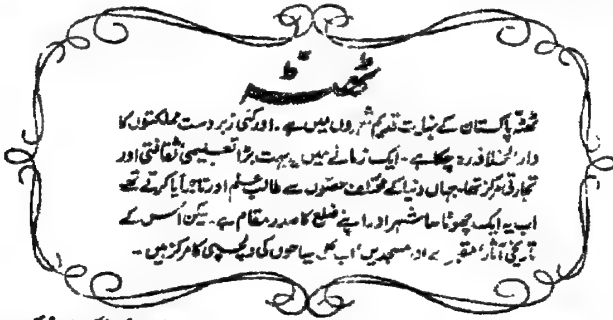 ٹھٹہ
ٹھٹہ پاکستان کے نہایت قدیم شہروں میں ہے۔ اور کئی زبردست مملکتوں کا
دارالخلافہ رہ چکا ہے۔ ایک زمانے میں یہ بہت بڑا تعلیمی ثقافتی اور
تجارتی مرکز تھا۔ جہاں دنیا کے مختلف حصّوں سے طالب علم اور تاجر آیا کرتے تھے
اب یہ ایک چھوٹا سا شہر اور اپنے ضلع کا صدر مقام ہے۔ لیکن اُس کے
تاریخی آثار مقبرے اور مسجدیں اب بھی سیاحوں کی دلچسپی کا مرکز ہیں۔